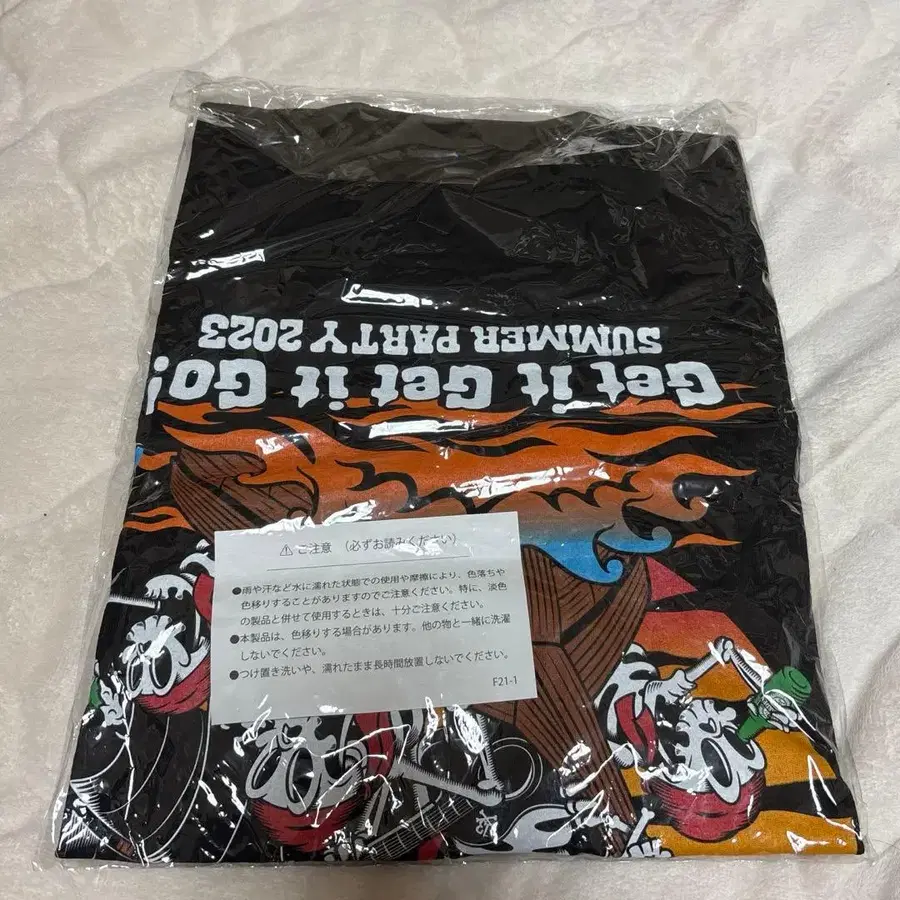 SUMMER PARTY 2023
Get it Get it Go!
⚠ ご注意 (必ずお読みください)
●雨や汗など水に濡れた状態での使用や摩擦により、色落ちや
色移りすることがありますのでご注意ください。特に、淡色
の製品と併せて使用するときは、十分ご注意ください。
●本製品は、色移りする場合があります。他の物と一緒に洗濯
しないでください。
●つけ置き洗いや、濡れたまま長時間放置しないでください。
F21-1